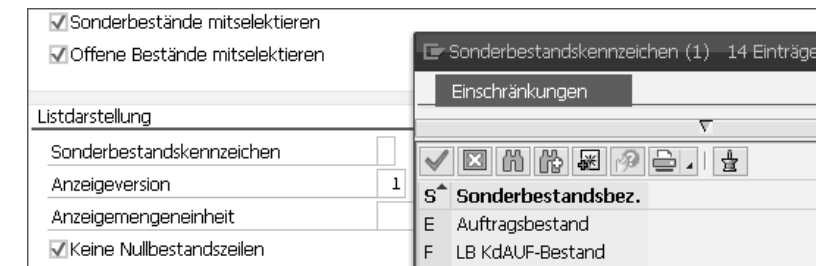 Sonderbestände mitselektieren
Offene Bestände mitselektieren
Listdarstellung
Sonderbestandskennzeichen
Anzeigeversion 1
Anzeigemengeneinheit
Keine Nullbestandszeilen
Sonderbestandskennzeichen (1) 14 Einträge
Einschränkungen
S Sonderbestandsbez.
E Auftragsbestand
F LB KdAUF-Bestand